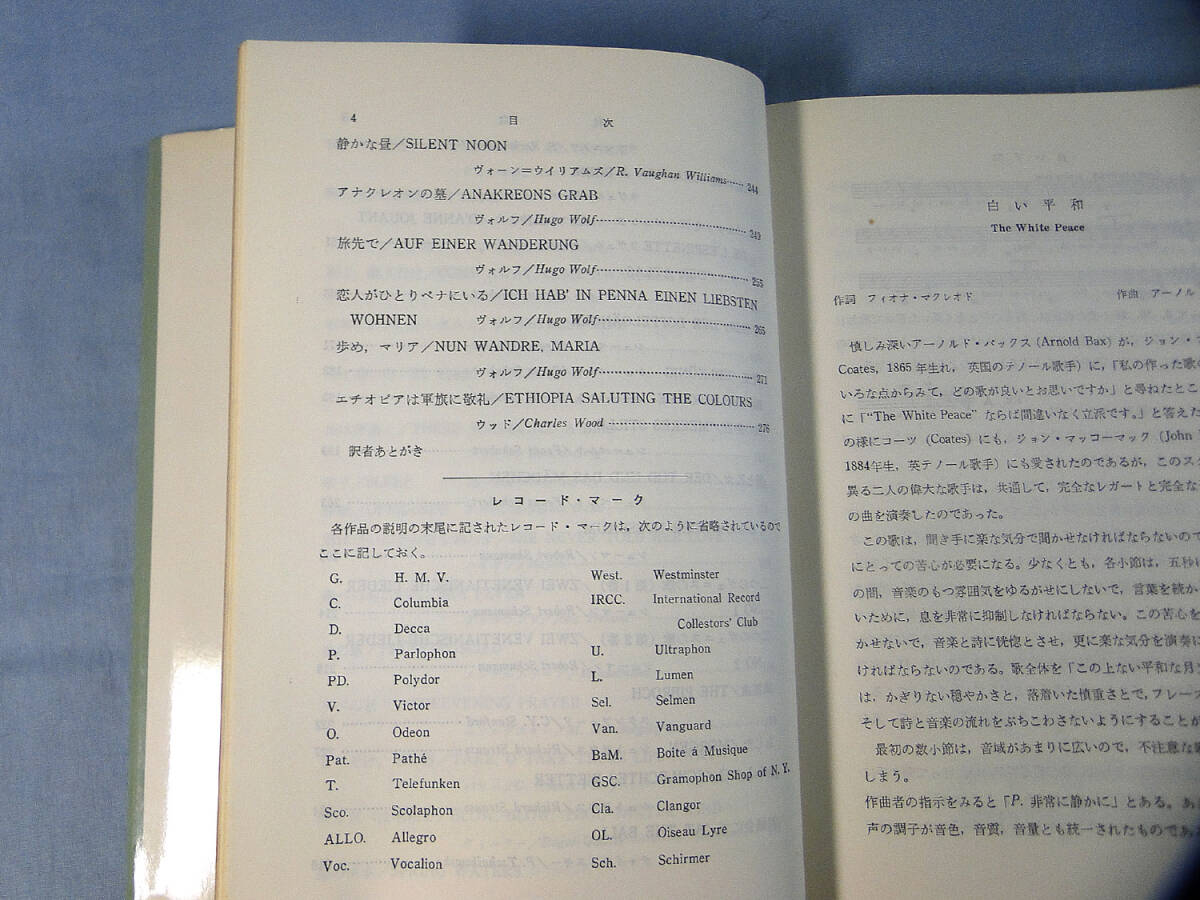 4 目 次
静かな昼／SILENT NOON
ヴォーン＝ウイリアムズ／R. Vaughan Williams……244
アナクレオンの墓／ANAKREONS GRAB
ヴォルフ／Hugo Wolf………………………………249
旅先で／AUF EINER WANDERUNG
ヴォルフ／Hugo Wolf………………………………255
恋人がひとりペナにいる／ICH HAB' IN PENNA EINEN LIEBSTEN
WOHNEN ヴォルフ／Hugo Wolf………………………………265
歩め，マリア／NUN WANDRE, MARIA
ヴォルフ／Hugo Wolf………………………………271
エチオピアは軍旗に敬礼／ETHIOPIA SALUTING THE COLOURS
ウッド／Charles Wood ………………………………276
訳者あとがき
レコード・マーク
各作品の説明の末尾に記されたレコード・マークは，次のように省略されているので
ここに記しておく。
G. H. M. V.
C. Columbia
D. Decca
P. Parlophon
PD. Polydor
V. Victor
O. Odeon
Pat. Pathé
T. Telefunken
Sco. Scolaphon
ALLO. Allegro
Voc. Vocalion
West. Westminster
IRCC. International Record
Collestors' Club
U. Ultraphon
L. Lumen
Sel. Selmen
Van. Vanguard
BaM. Boite á Musique
GSC. Gramophon Shop of N. Y.
Cla. Clangor
OL. Oiseau Lyre
Sch. Schirmer
白い平和
The White Peace
作詞 フィオナ・マクレオド 作曲 アーノル
慎しみ深いアーノルド・バックス (Arnold Bax) が，ジョン・
Coates, 1865 年生れ， 英国のテノール歌手) に，「私の作った歌の
いろな点からみて，どの歌が良いとお思いですか」と尋ねたとこ
に「“The White Peace” ならば間違いなく立派です。」と答えた
の様にコーツ (Coates) にも，ジョン・マッコーマック (John
1884年生，英テノール歌手) にも愛されたのであるが，このスタ
異る二人の偉大な歌手は，共通して，完全なレガートと完全な
の曲を演奏したのであった。
この歌は，聞き手に楽な気分で聞かせなければならないので
にとっての苦心が必要になる。少なくとも，各小節は，五秒
の間，音楽のもつ雰囲気をゆるがせにしないで，言葉を続か
いために，息を非常に抑制しなければならない。この苦心を
かせないで，音楽と詩に恍惚とさせ，更に楽な気分を演奏に
ければならないのである。歌全体を「この上ない平和な月
は，かぎりない穏やかさと，落着いた慎重さとで，フレー
そして詩と音楽の流れをぶちこわさないようにすることが
最初の数小節は，音域があまりに広いので，不注意な
しまう。
作曲者の指示をみると「P. 非常に静かに」とある。あ
声の調子が音色，音質，音量とも統一されたものであ